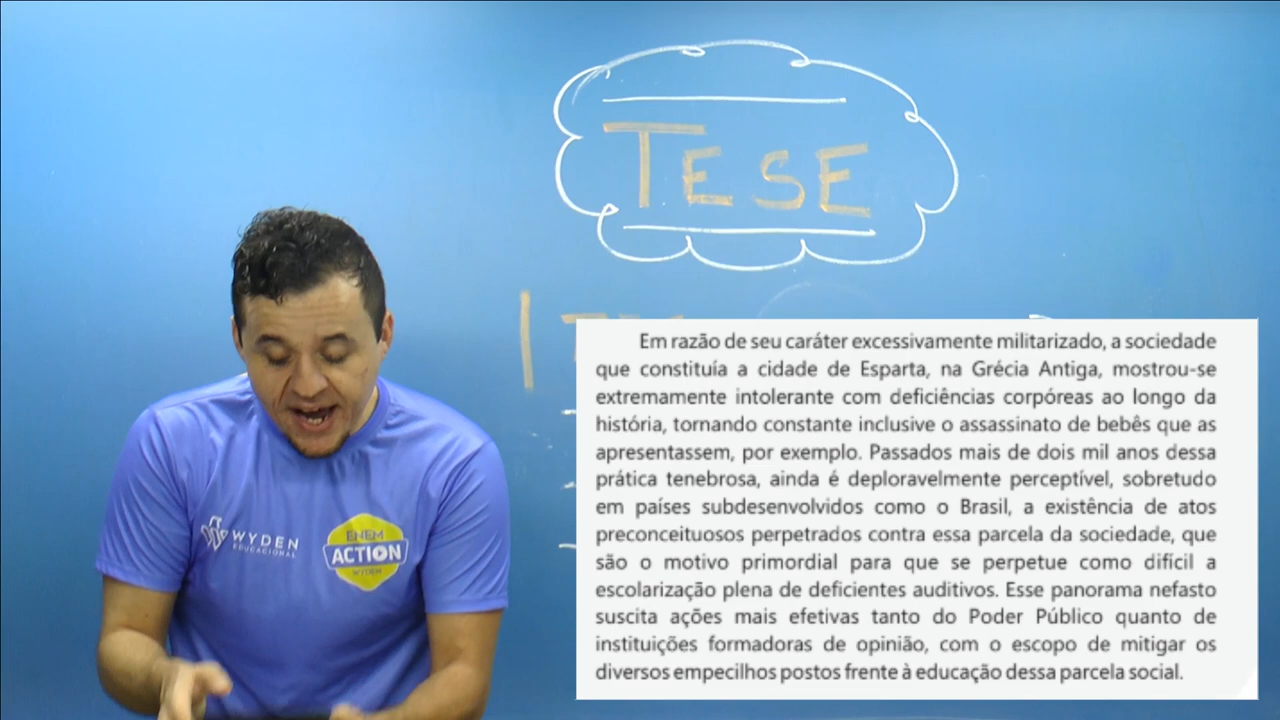 TESE
WYDEN
EDUCACIONAL
ENEM
ACTION
WYDEN
Em razão de seu caráter excessivamente militarizado, a sociedade
que constituía a cidade de Esparta, na Grécia Antiga, mostrou-se
extremamente intolerante com deficiências corpóreas ao longo da
história, tornando constante inclusive o assassinato de bebês que as
apresentassem, por exemplo. Passados mais de dois mil anos dessa
prática tenebrosa, ainda é deploravelmente perceptível, sobretudo
em países subdesenvolvidos como o Brasil, a existência de atos
preconceituosos perpetrados contra essa parcela da sociedade, que
são o motivo primordial para que se perpetue como difícil a
escolarização plena de deficientes auditivos. Esse panorama nefasto
suscita ações mais efetivas tanto do Poder Público quanto de
instituições formadoras de opinião, com o escopo de mitigar os
diversos empecilhos postos frente à educação dessa parcela social.